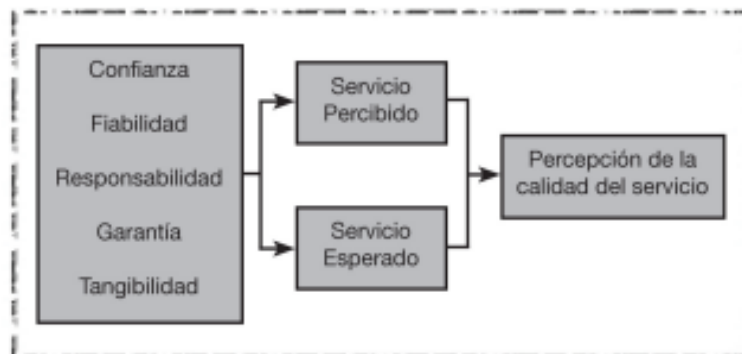 Confianza
Fiabilidad
Responsabilidad
Garantía
Tangibilidad
Servicio
Percibido
Servicio
Esperado
Percepción de la
calidad del servicio